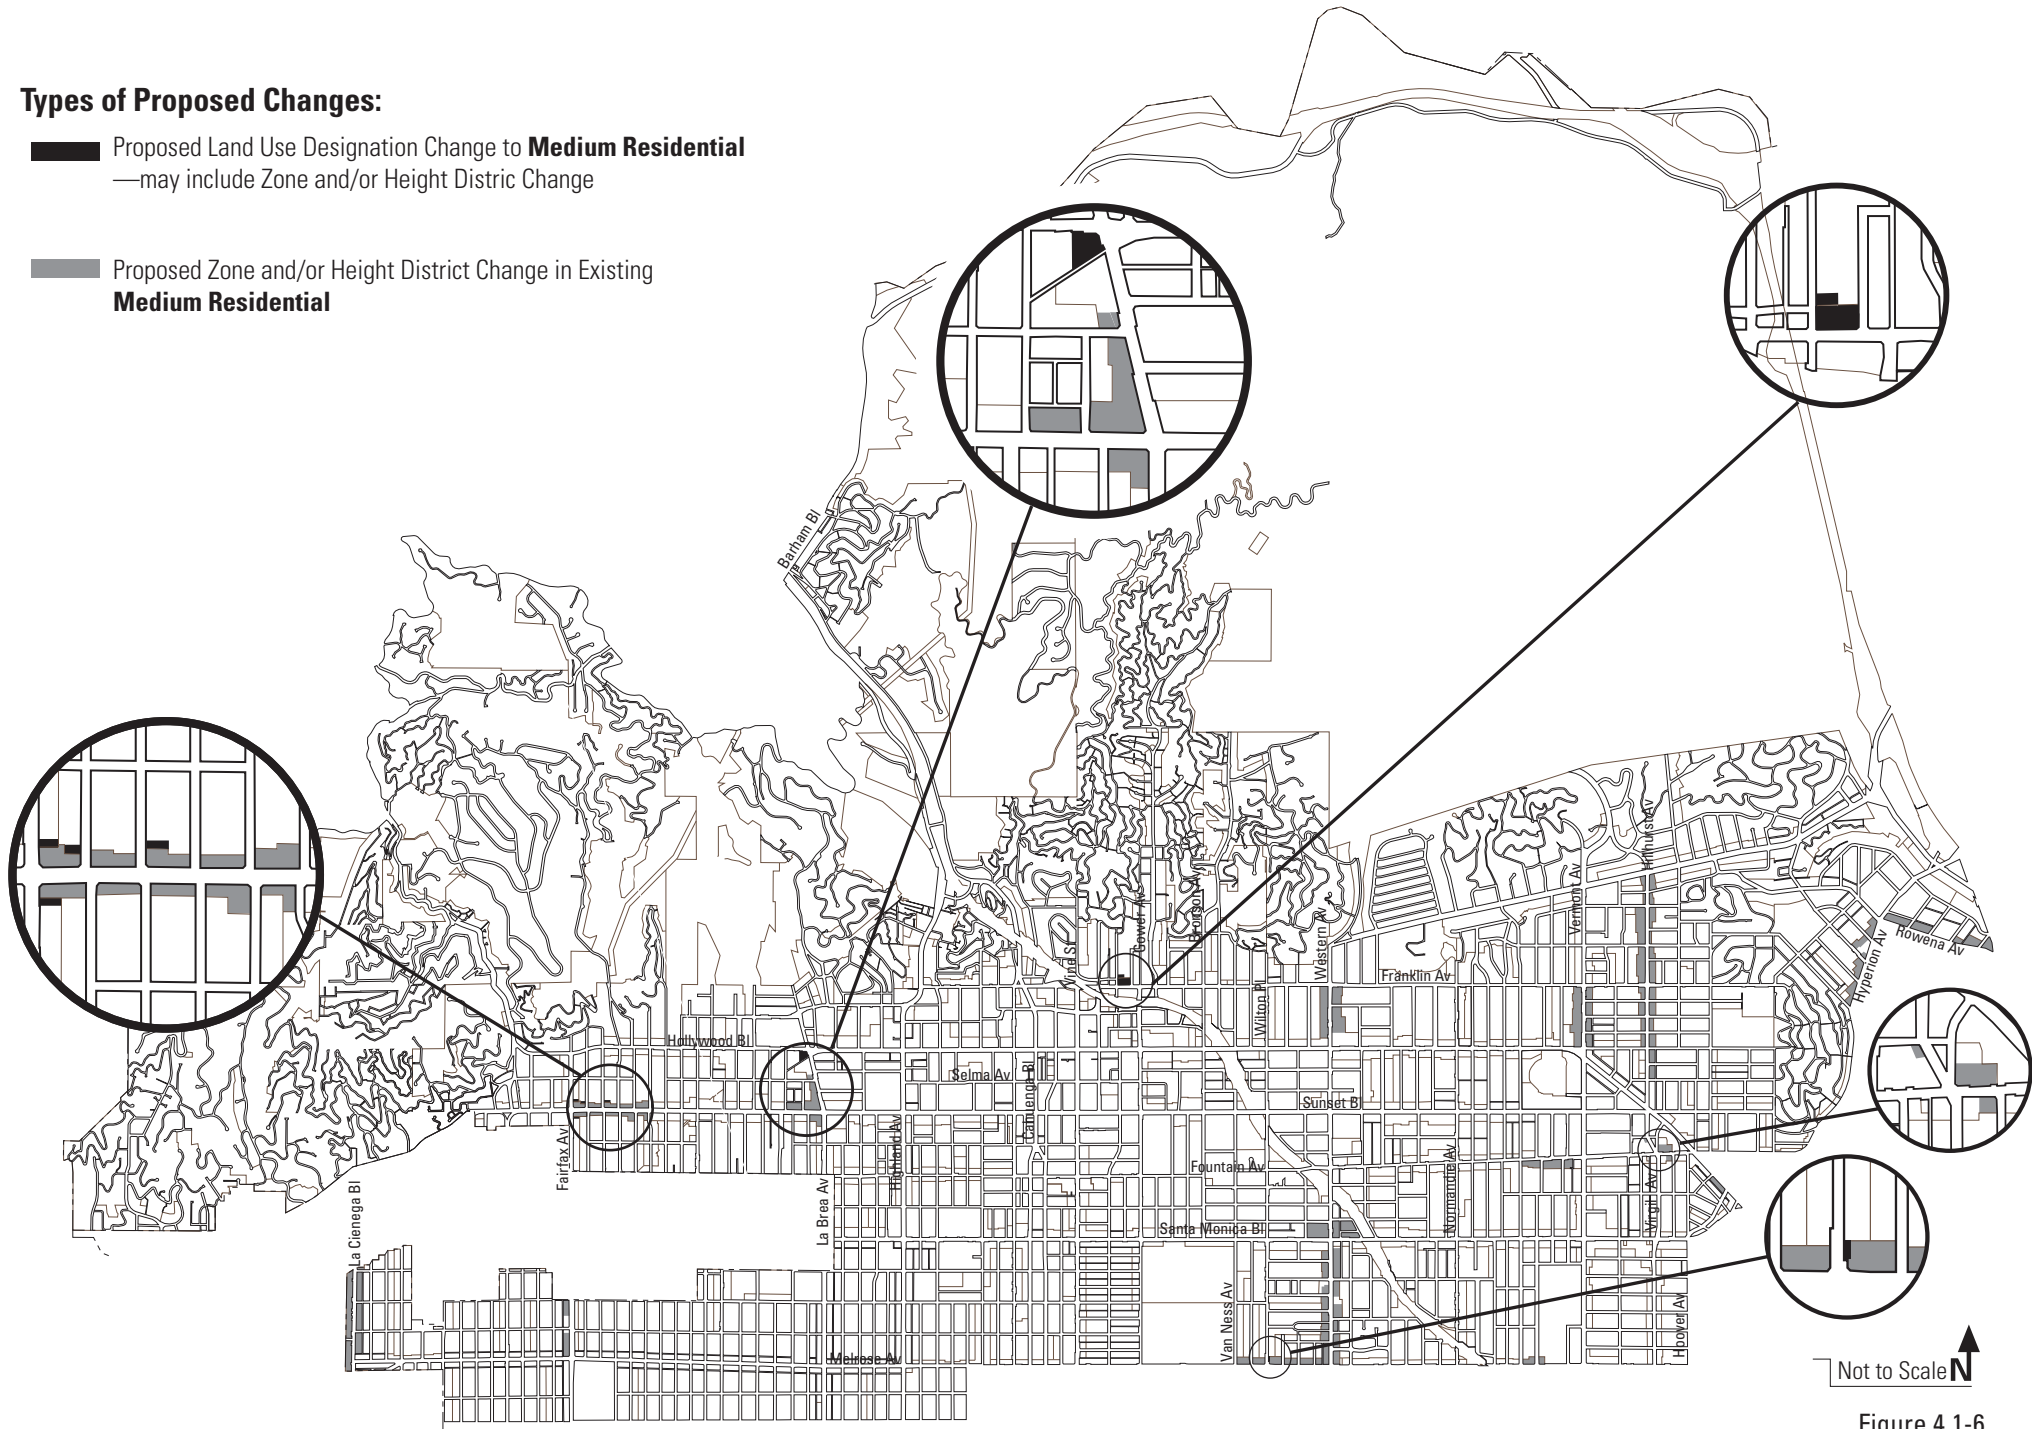 Types of Proposed Changes:
Proposed Land Use Designation Change to Medium Residential
—may include Zone and/or Height Distric Change
Proposed Zone and/or Height District Change in Existing
Medium Residential
Barham Bl
Hillhurst Av
Vermont Av
Gower Av
Bronson Av
Western Av
Vine St
Rowena Av
Hyperion Av
Franklin Av
Wilton Pl
Hollywood Bl
Selma Av
Cahuenga Bl
Sunset Bl
Fairfax Av
Highland Av
Fountain Av
Normandie Av
Virgil Av
La Cienega Bl
La Brea Av
Santa Monica Bl
Van Ness Av
Hoover Av
Melrose Av
Not to Scale N
Figure 4.1-6